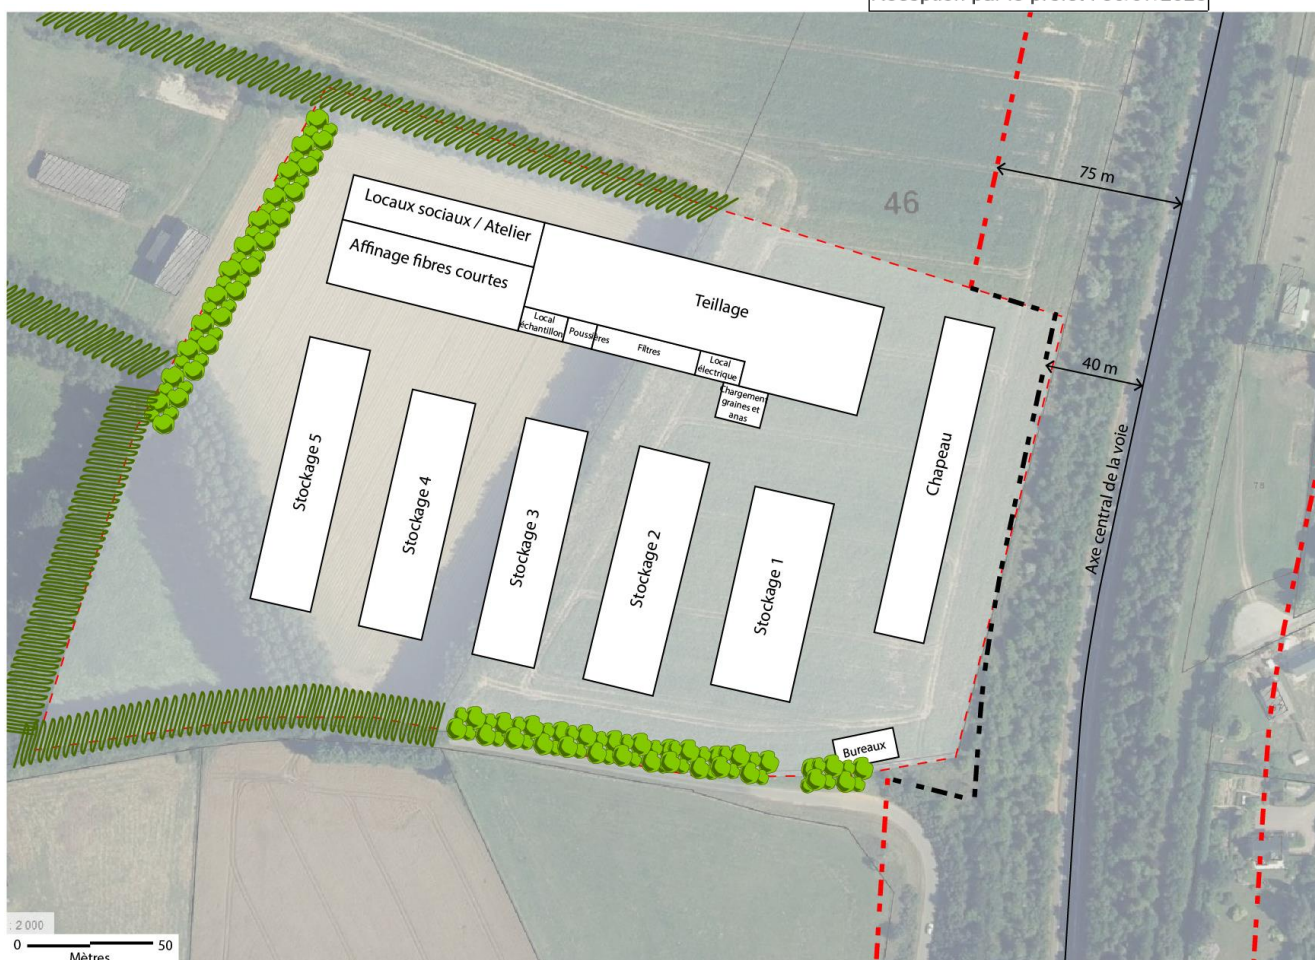 46
75 m
Locaux sociaux / Atelier
Affinage fibres courtes
Teillage
Local
échantillon
Poussières
Filtres
Local
électrique
Chargement
graines et
anas
40 m
Chapeau
Axe central de la voie
Stockage 5
Stockage 4
Stockage 3
Stockage 2
Stockage 1
78
Bureaux
: 2 000
0 50
Mètres